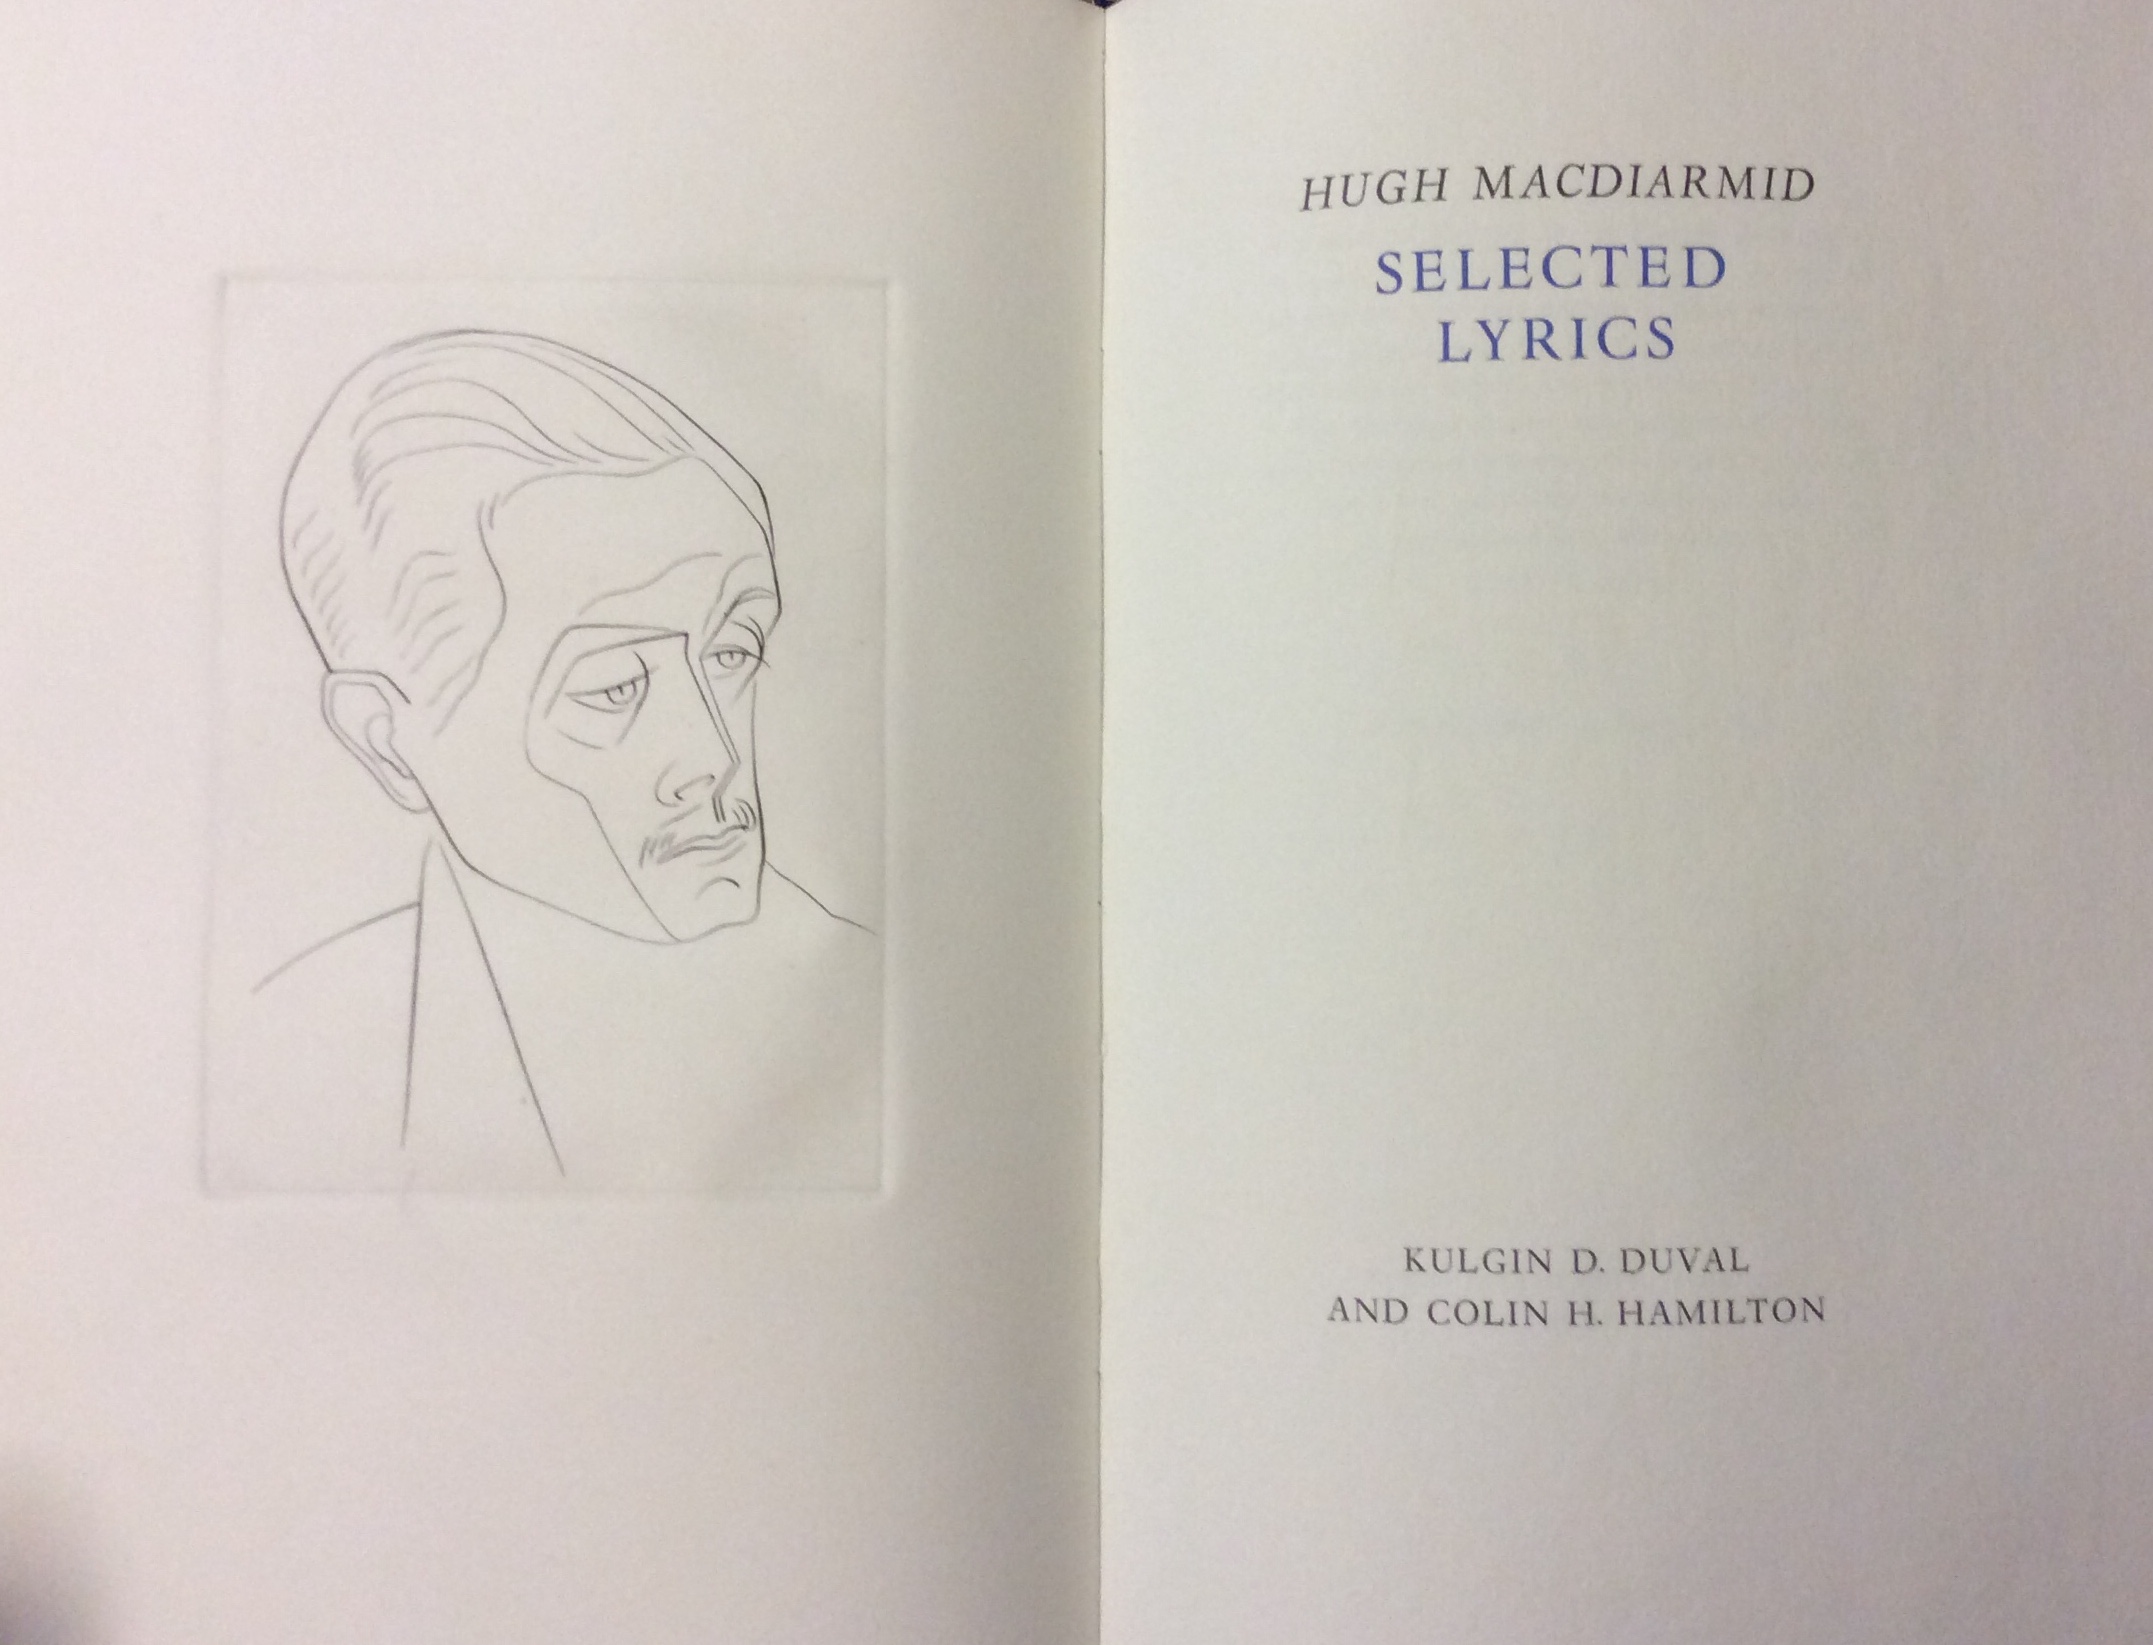 HUGH MACDIARMID
SELECTED
LYRICS
KULGIN D. DUVAL
AND COLIN H. HAMILTON